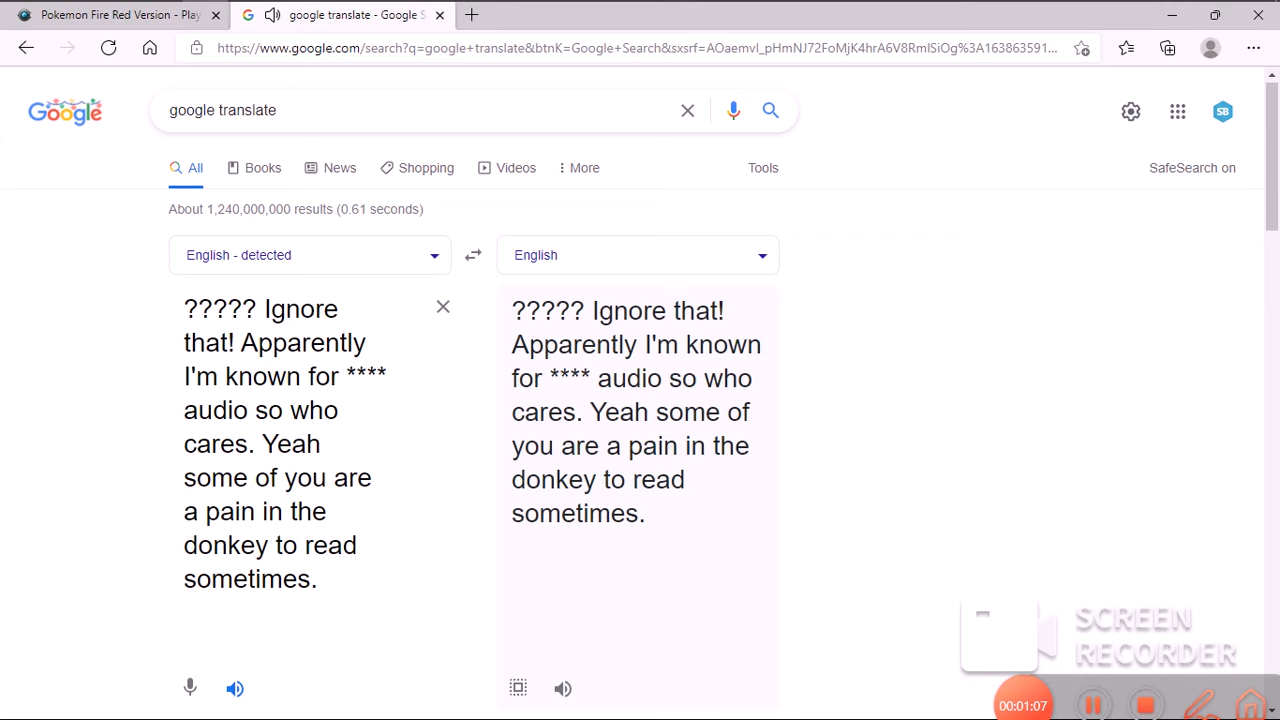 Pokemon Fire Red Version - Play
google translate - Google S
https://www.google.com/search?q=google+translate&btnK=Google+Search&sxsrf=AOaemvI_pHmNJ72FoMjK4hrA6V8RmISiOg%3A163863591...
Google
google translate
SB
All
Books
News
Shopping
Videos
More
Tools
SafeSearch on
About 1,240,000,000 results (0.61 seconds)
English - detected
English
????? Ignore
that! Apparently
I'm known for ****
audio so who
cares. Yeah
some of you are
a pain in the
donkey to read
sometimes.
????? Ignore that!
Apparently I'm known
for **** audio so who
cares. Yeah some of
you are a pain in the
donkey to read
sometimes.
SCREEN
RECORDER
00:01:07